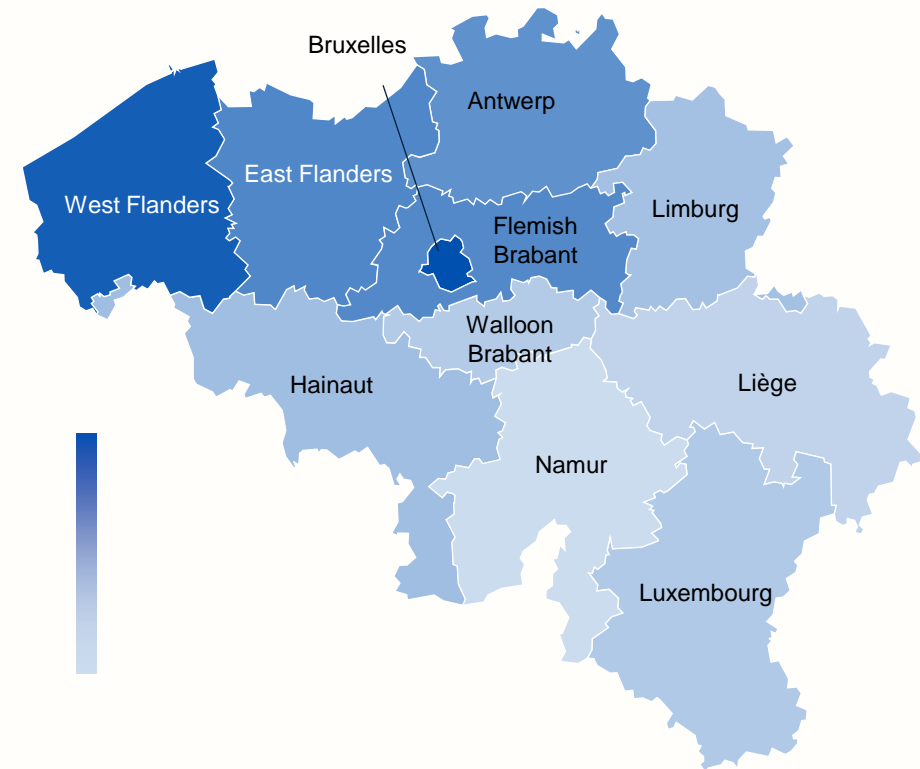 Bruxelles
Antwerp
East Flanders
West Flanders
Limburg
Flemish
Brabant
Walloon
Brabant
Hainaut
Liège
Namur
Luxembourg